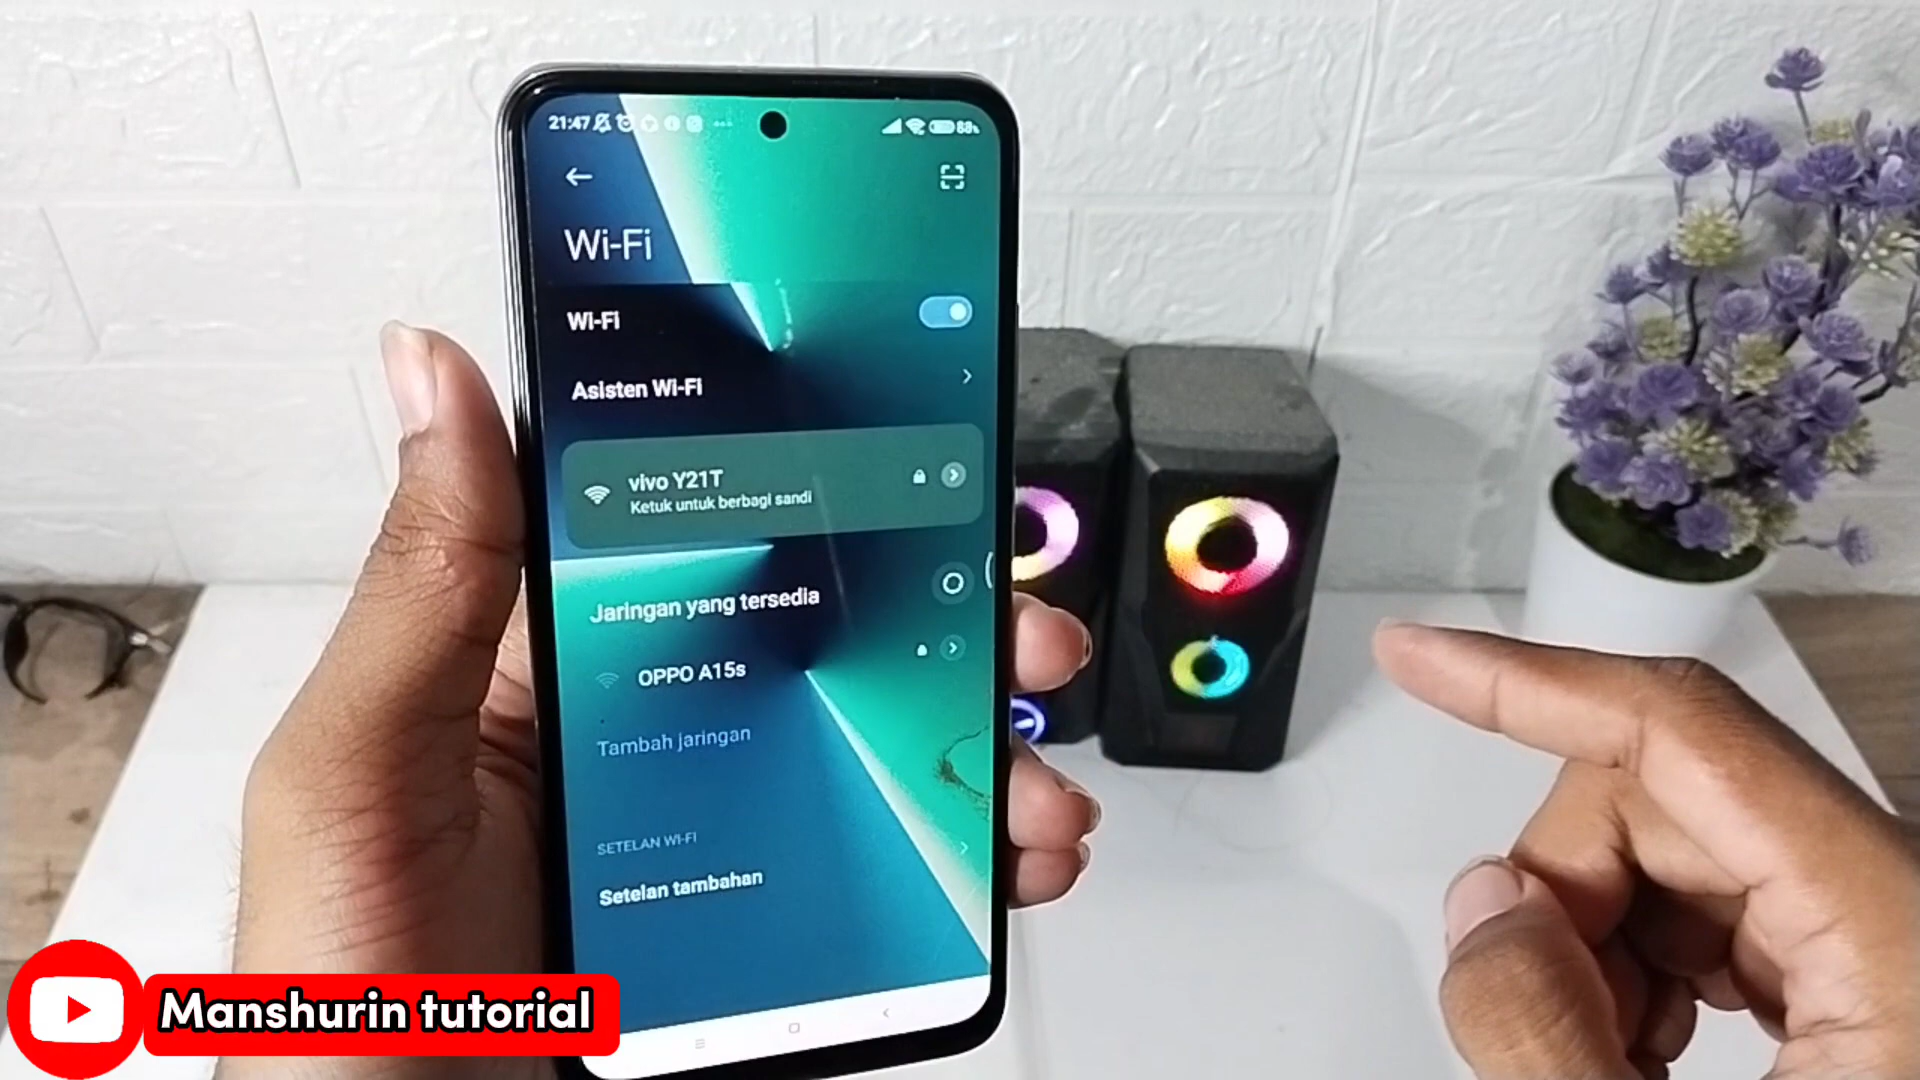 21:47
88%
Wi-Fi
Wi-Fi
Asisten Wi-Fi
vivo Y21T
Ketuk untuk berbagi sandi
Jaringan yang tersedia
OPPO A15s
Tambah jaringan
SETELAN WI-FI
Setelan tambahan
Manshurin tutorial